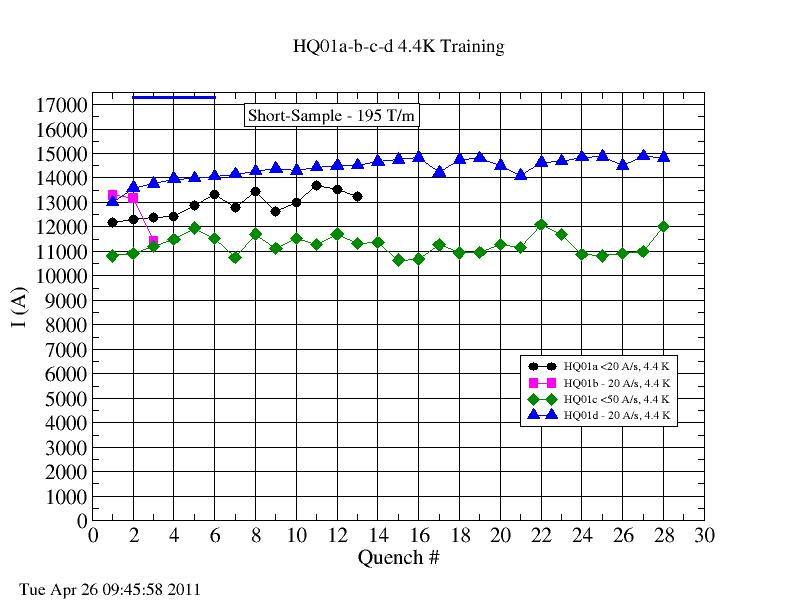 HQ01a-b-c-d 4.4K Training
17000
Short-Sample - 195 T/m
16000
15000
14000
13000
12000
11000
10000
9000
8000
7000
6000
5000
4000
3000
2000
1000
0
I (A)
HQ01a <20 A/s, 4.4 K
HQ01b - 20 A/s, 4.4 K
HQ01c <50 A/s, 4.4 K
HQ01d - 20 A/s, 4.4 K
0 2 4 6 8 10 12 14 16 18 20 22 24 26 28 30
Quench #
Tue Apr 26 09:45:58 2011